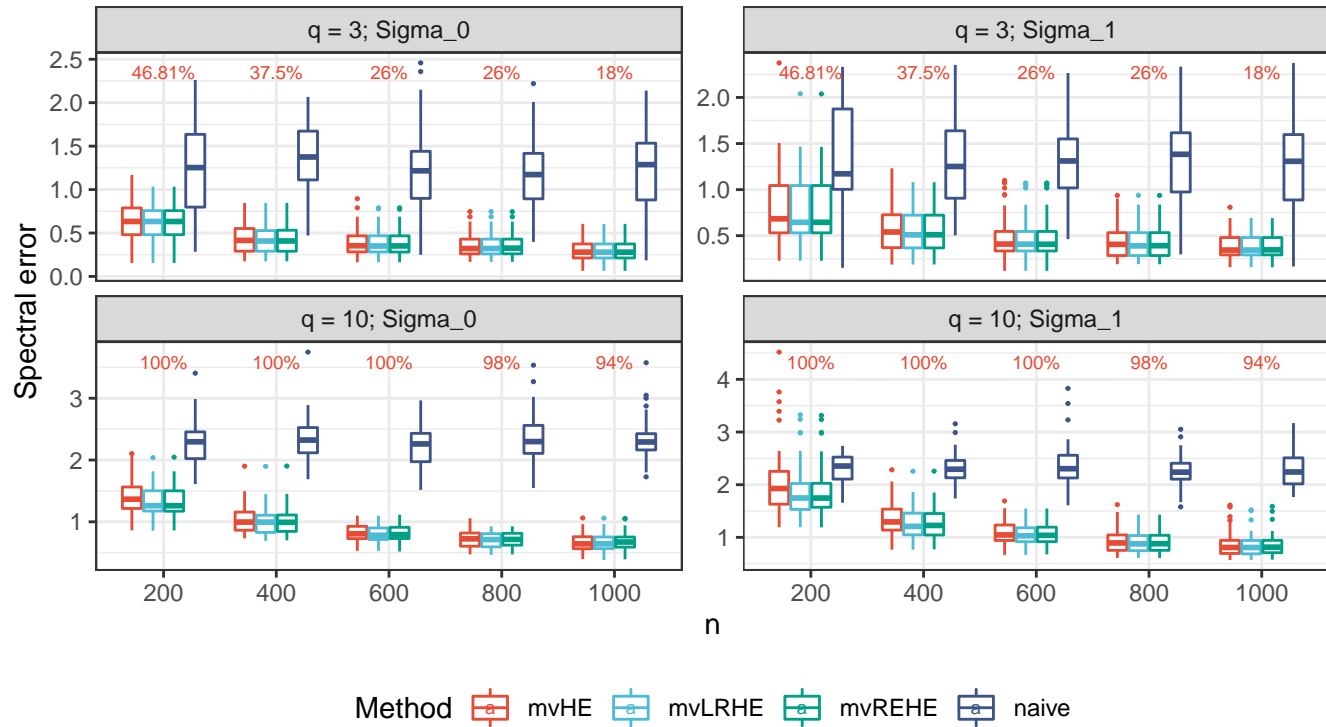 q = 3; Sigma_0
q = 3; Sigma_1
46.81% 37.5% 26% 26% 18%
46.81% 37.5% 26% 26% 18%
2.5
2.0
1.5
1.0
0.5
0.0
2.0
1.5
1.0
0.5
Spectral error
q = 10; Sigma_0
q = 10; Sigma_1
100% 100% 100% 98% 94%
100% 100% 100% 98% 94%
3
2
1
4
3
2
1
200 400 600 800 1000
200 400 600 800 1000
n
Method a mvHE a mvLRHE a mvREHE a naive